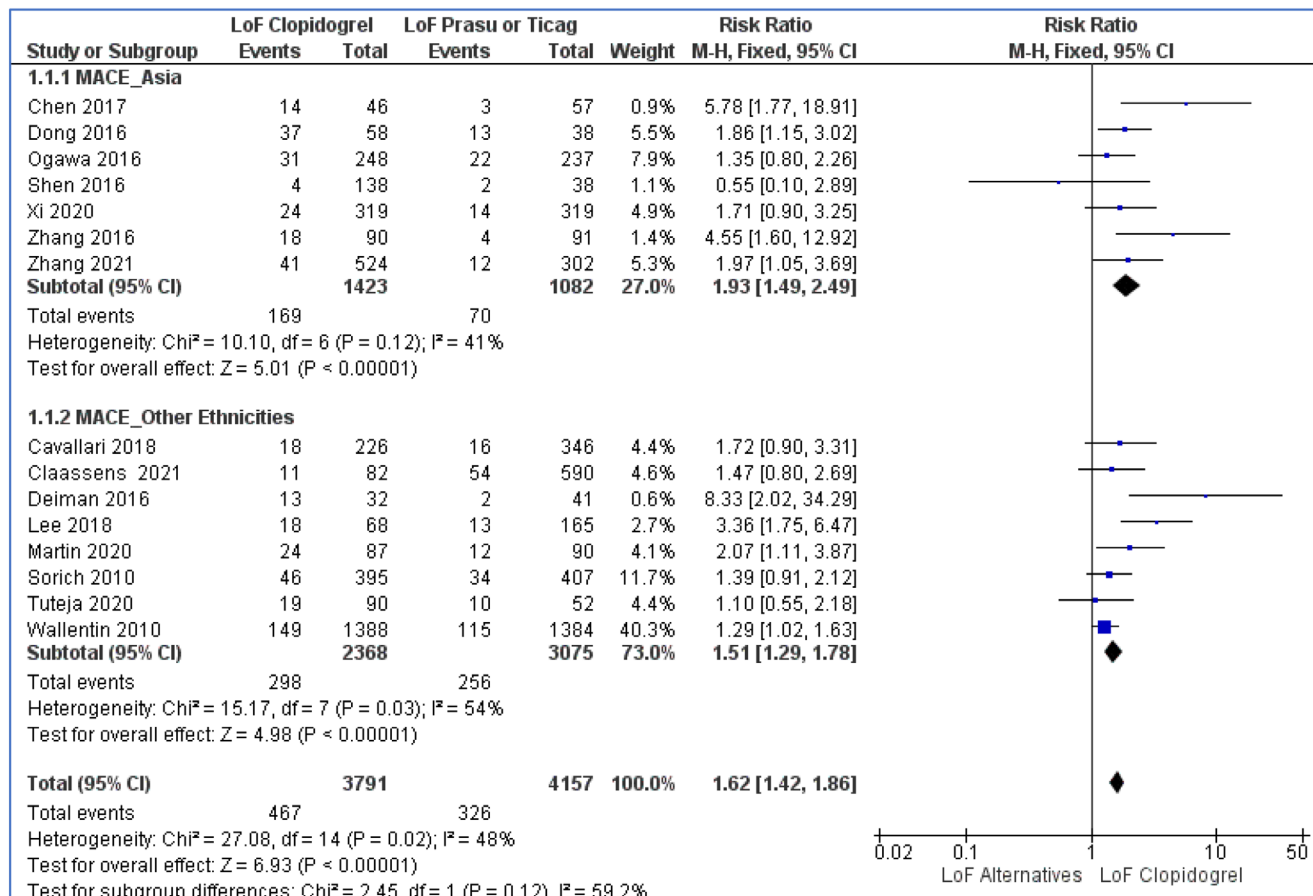 LoF Clopidogrel LoF Prasu or Ticag Risk Ratio Risk Ratio
Study or Subgroup Events Total Events Total Weight M-H, Fixed, 95% CI M-H, Fixed, 95% CI
1.1.1 MACE_Asia
Chen 2017 14 46 3 57 0.9% 5.78 [1.77, 18.91]
Dong 2016 37 58 13 38 5.5% 1.86 [1.15, 3.02]
Ogawa 2016 31 248 22 237 7.9% 1.35 [0.80, 2.26]
Shen 2016 4 138 2 38 1.1% 0.55 [0.10, 2.89]
Xi 2020 24 319 14 319 4.9% 1.71 [0.90, 3.25]
Zhang 2016 18 90 4 91 1.4% 4.55 [1.60, 12.92]
Zhang 2021 41 524 12 302 5.3% 1.97 [1.05, 3.69]
Subtotal (95% CI) 1423 1082 27.0% 1.93 [1.49, 2.49]
Total events 169 70
Heterogeneity: Chi² = 10.10, df = 6 (P = 0.12); I² = 41%
Test for overall effect: Z = 5.01 (P < 0.00001)
1.1.2 MACE_Other Ethnicities
Cavallari 2018 18 226 16 346 4.4% 1.72 [0.90, 3.31]
Claassens 2021 11 82 54 590 4.6% 1.47 [0.80, 2.69]
Deiman 2016 13 32 2 41 0.6% 8.33 [2.02, 34.29]
Lee 2018 18 68 13 165 2.7% 3.36 [1.75, 6.47]
Martin 2020 24 87 12 90 4.1% 2.07 [1.11, 3.87]
Sorich 2010 46 395 34 407 11.7% 1.39 [0.91, 2.12]
Tuteja 2020 19 90 10 52 4.4% 1.10 [0.55, 2.18]
Wallentin 2010 149 1388 115 1384 40.3% 1.29 [1.02, 1.63]
Subtotal (95% CI) 2368 3075 73.0% 1.51 [1.29, 1.78]
Total events 298 256
Heterogeneity: Chi² = 15.17, df = 7 (P = 0.03); I² = 54%
Test for overall effect: Z = 4.98 (P < 0.00001)
Total (95% CI) 3791 4157 100.0% 1.62 [1.42, 1.86]
Total events 467 326
Heterogeneity: Chi² = 27.08, df = 14 (P = 0.02); I² = 48%
Test for overall effect: Z = 6.93 (P < 0.00001)
Test for subgroup differences: Chi² = 2.45, df = 1 (P = 0.12), I² = 59.2%
0.02 0.1 1 10 50
LoF Alternatives LoF Clopidogrel